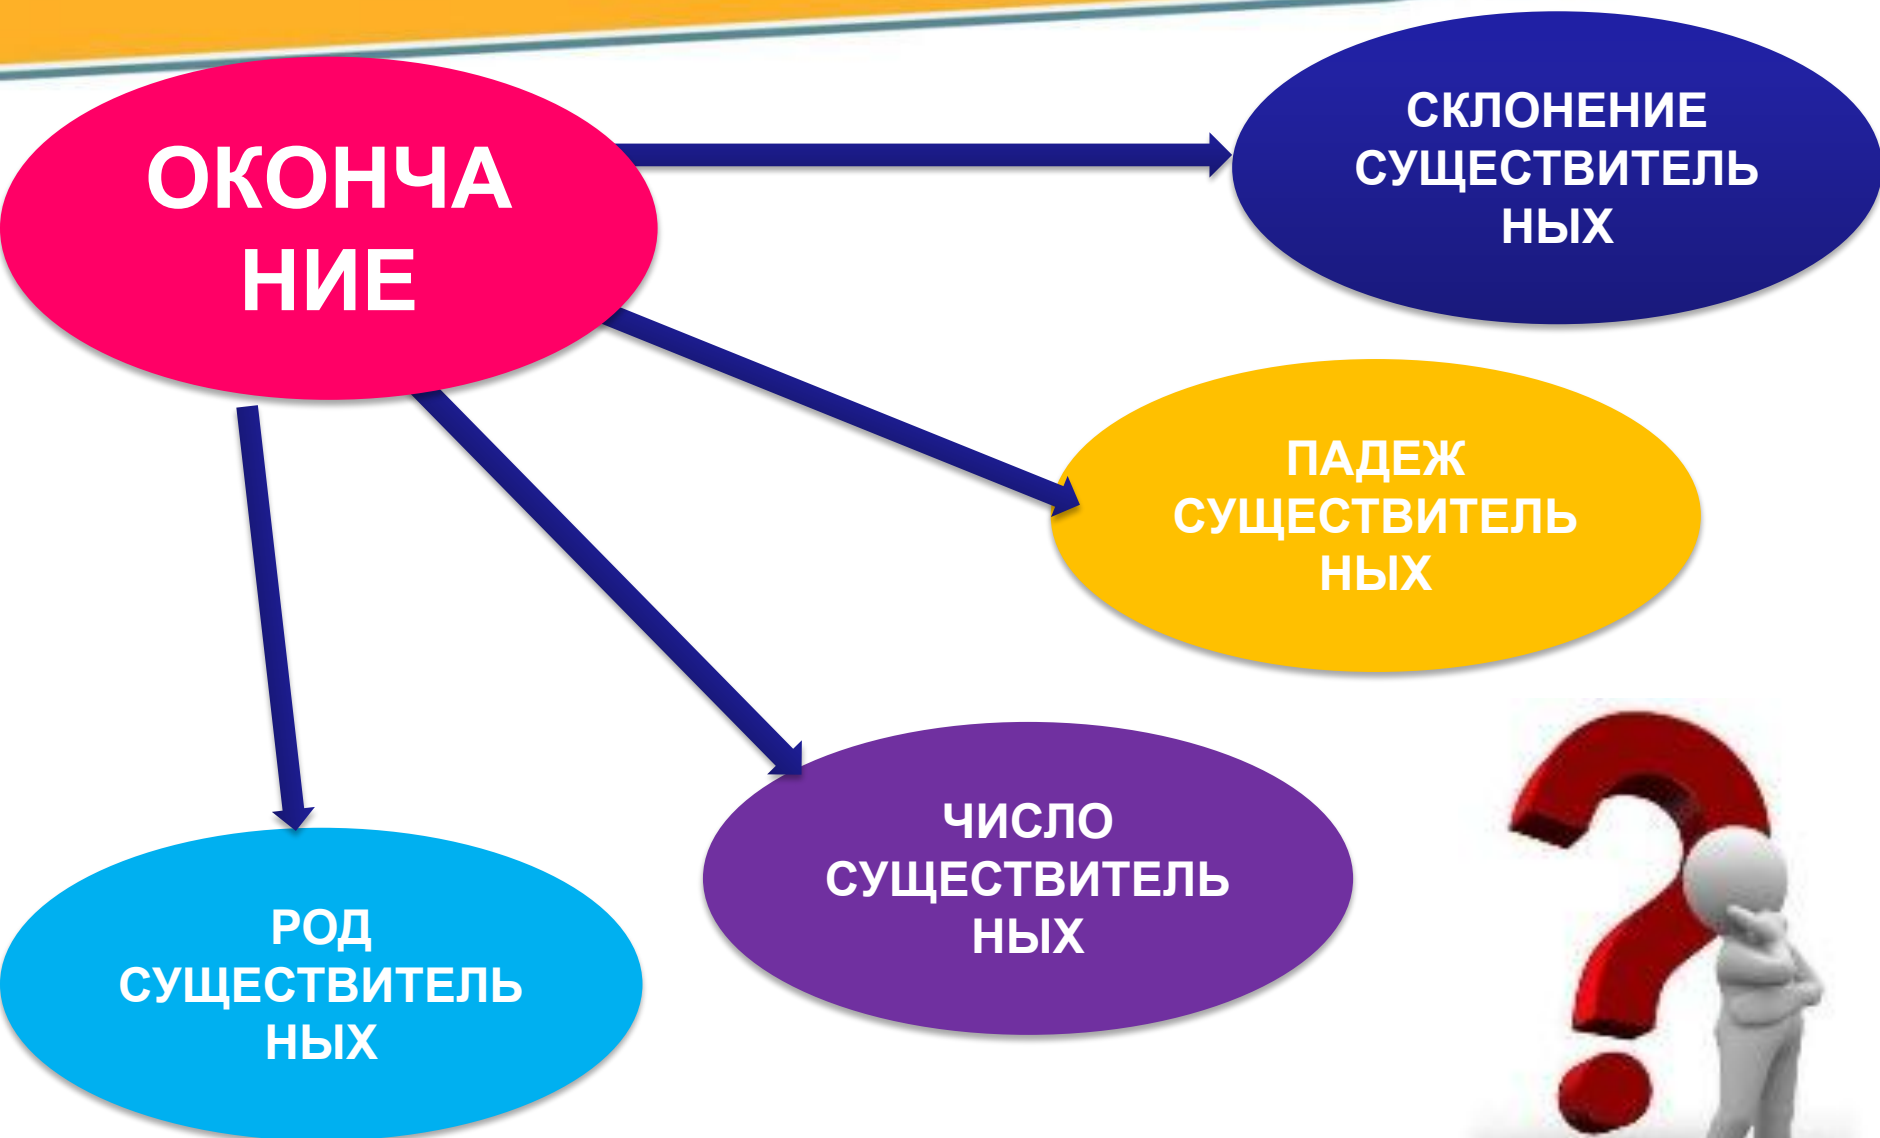 ОКОНЧА
НИЕ
СКЛОНЕНИЕ
СУЩЕСТВИТЕЛЬ
НЫХ
ПАДЕЖ
СУЩЕСТВИТЕЛЬ
НЫХ
ЧИСЛО
СУЩЕСТВИТЕЛЬ
НЫХ
РОД
СУЩЕСТВИТЕЛЬ
НЫХ